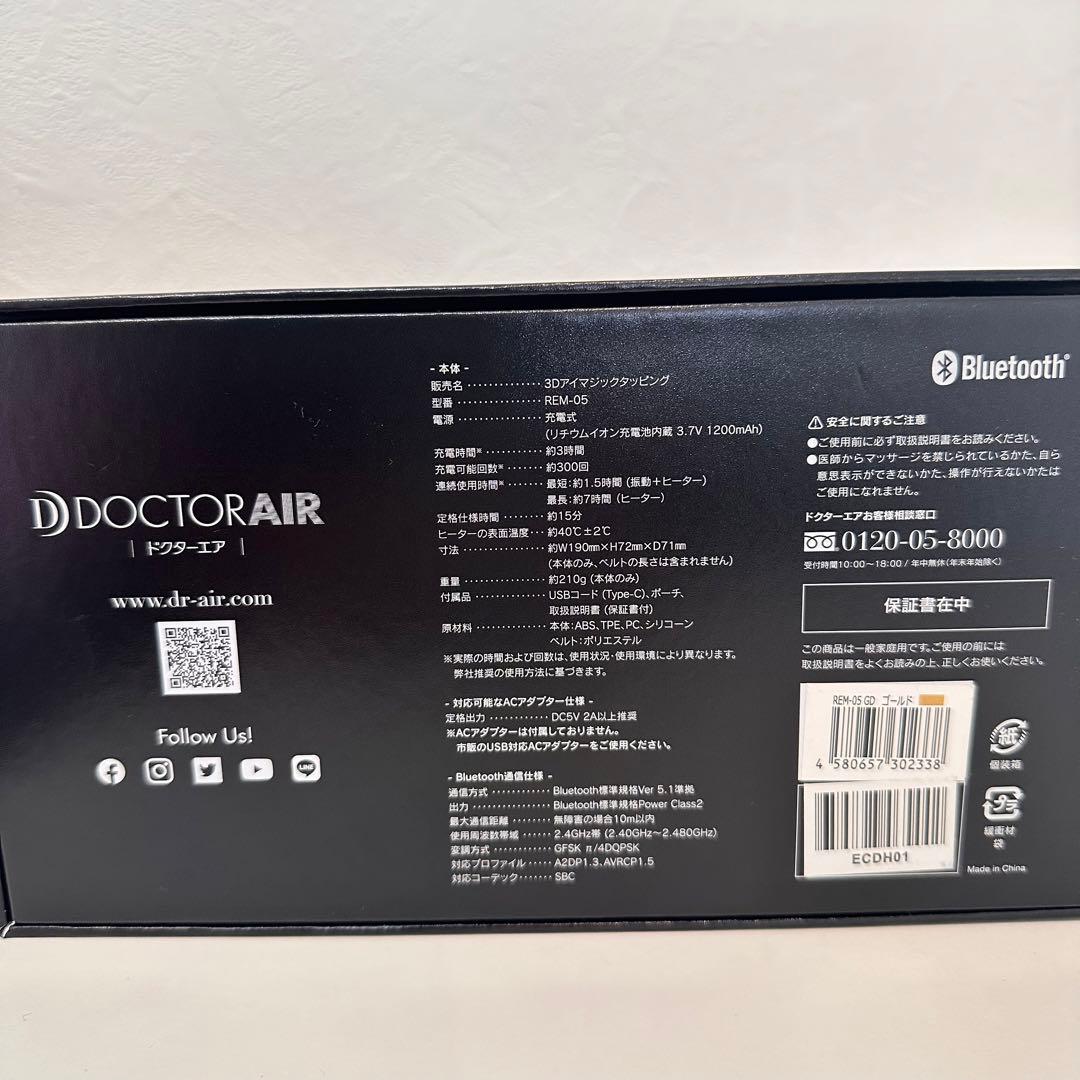 DOCTORAIR
| ドクターエア |
www.dr-air.com
Follow Us!
LINE
- 本体 -
販売名 ‥‥‥‥‥‥ 3Dアイマジックタッピング
型番 ‥‥‥‥‥‥ REM-05
電源 ‥‥‥‥‥‥ 充電式
(リチウムイオン充電池内蔵 3.7V 1200mAh)
充電時間※ ‥‥‥‥ 約3時間
充電可能回数※ ‥‥‥ 約300回
連続使用時間※ ‥‥‥ 最短：約1.5時間 (振動＋ヒーター)
最長：約7時間 (ヒーター)
定格仕様時間 ‥‥‥ 約15分
ヒーターの表面温度‥‥ 約40℃±2℃
寸法 ‥‥‥‥‥‥ 約W190mm×H72mm×D71mm
(本体のみ、ベルトの長さは含まれません)
重量 ‥‥‥‥‥‥ 約210g (本体のみ)
付属品 ‥‥‥‥‥‥ USBコード (Type-C)、ポーチ、
取扱説明書 (保証書付)
原材料 ‥‥‥‥‥‥ 本体：ABS、TPE、PC、シリコーン
ベルト：ポリエステル
※実際の時間および回数は、使用状況・使用環境により異なります。
弊社推奨の使用方法に基づきます。
- 対応可能なACアダプター仕様 -
定格出力 ‥‥‥‥‥ DC5V 2A以上推奨
※ACアダプターは付属しておりません。
市販のUSB対応ACアダプターをご使用ください。
- Bluetooth通信仕様 -
通信方式 ‥‥‥‥‥ Bluetooth標準規格Ver 5.1準拠
出力 ‥‥‥‥‥‥ Bluetooth標準規格Power Class2
最大通信距離 ‥‥‥ 無障害の場合10m以内
使用周波数帯域 ‥‥‥ 2.4GHz帯 (2.40GHz～2.480GHz)
変調方式 ‥‥‥‥‥ GFSK π/4DQPSK
対応プロファイル ‥‥‥ A2DP1.3、AVRCP1.5
対応コーデック ‥‥‥ SBC
Bluetooth®
⚠ 安全に関するご注意
●ご使用前に必ず取扱説明書をお読みください。
●医師からマッサージを禁じられているかた、自ら
意思表示ができないかた、操作が行えないかたは
ご使用になれません。
ドクターエアお客様相談窓口
0120-05-8000
受付時間10:00～18:00 / 年中無休(年末年始除く)
保証書在中
この商品は一般家庭用です。ご使用の前には
取扱説明書をよくお読みの上、正しくお使いください。
REM-05 GD ゴールド
4 580657 302338
ECDH01
紙
個装箱
プラ
緩衝材
袋
Made in China